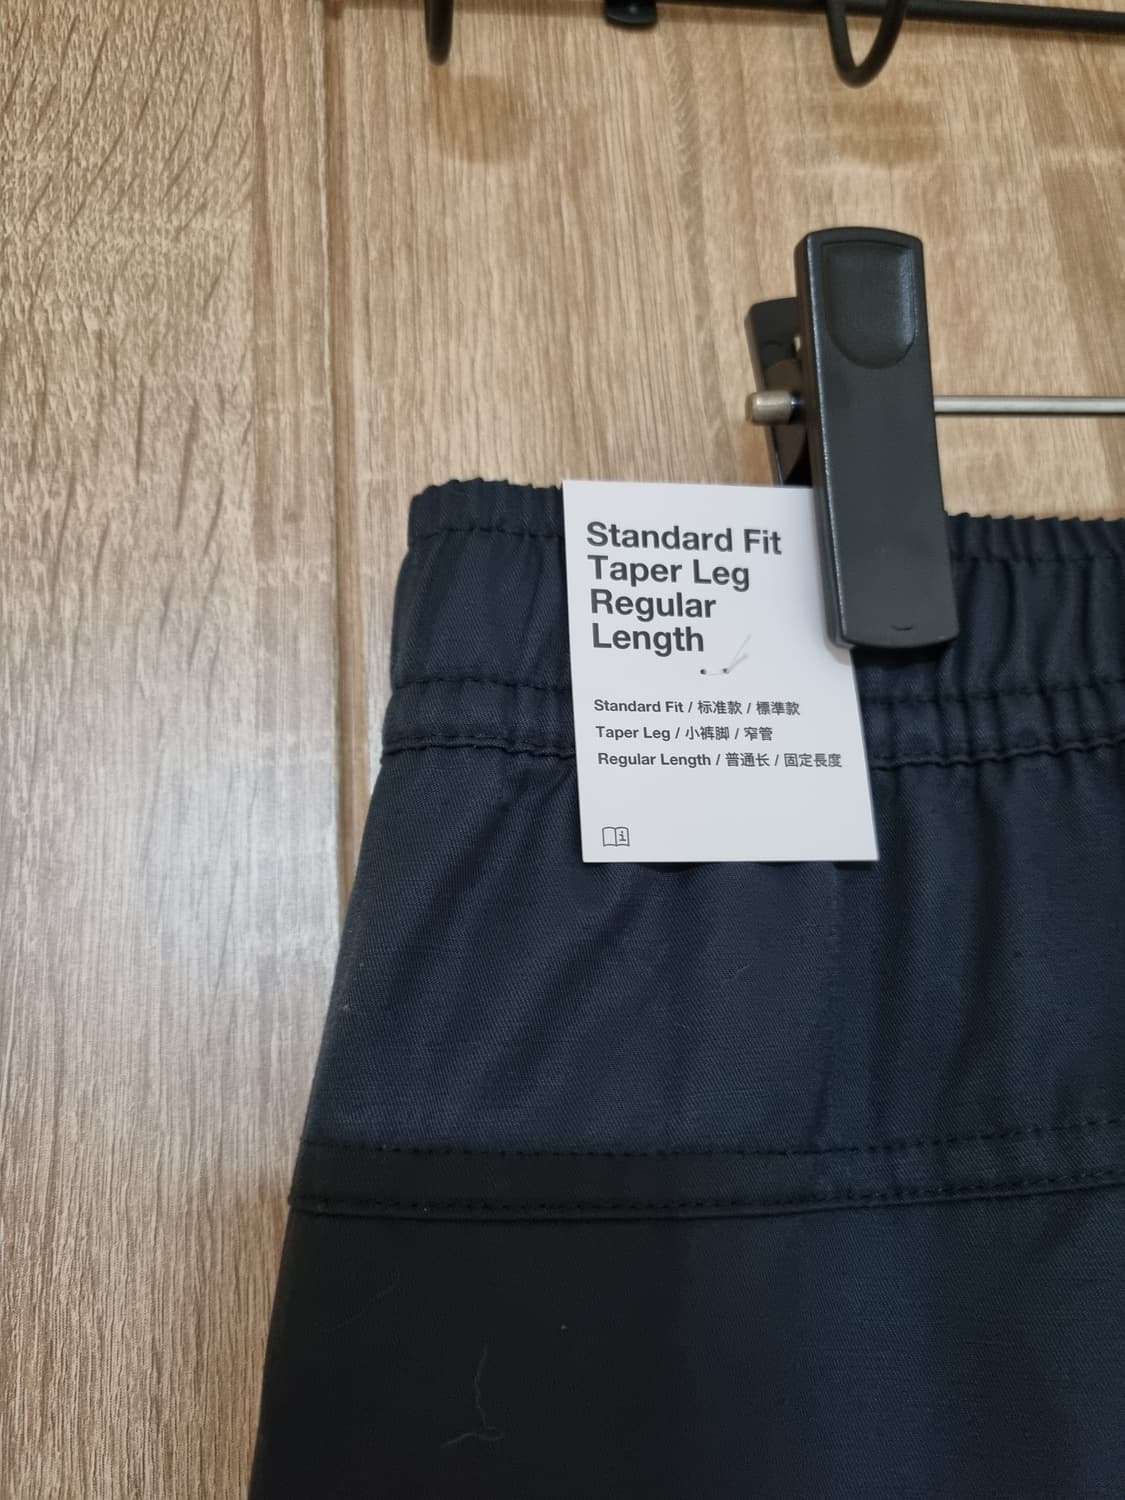 Standard Fit
Taper Leg
Regular
Length
Standard Fit / 标准款 / 標準款
Taper Leg / 小裤脚 / 窄管
Regular Length / 普通长 / 固定長度
i